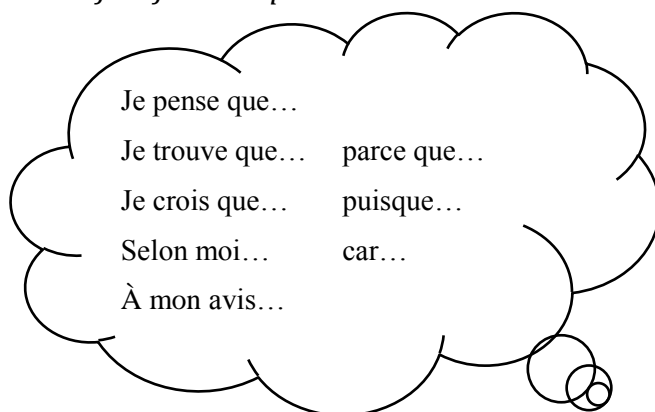 Je pense que…
Je trouve que… parce que…
Je crois que… puisque…
Selon moi… car…
À mon avis…